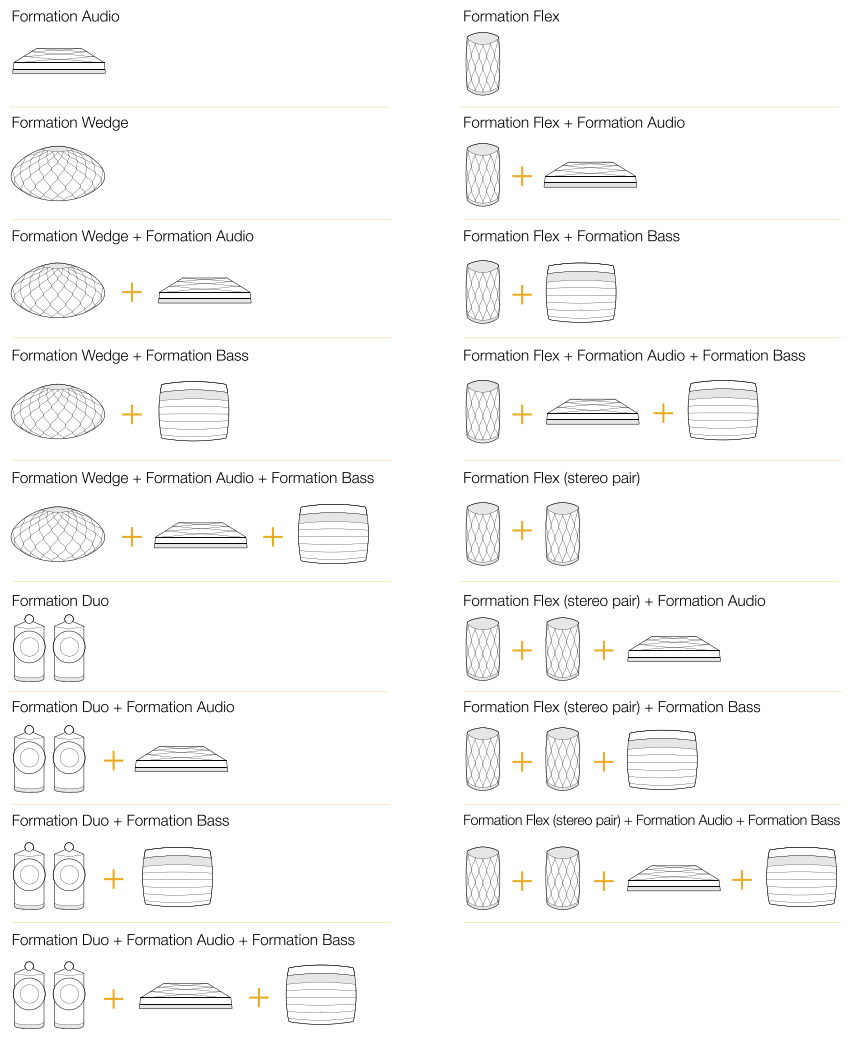 Formation Audio
Formation Wedge
Formation Wedge + Formation Audio
Formation Wedge + Formation Bass
Formation Wedge + Formation Audio + Formation Bass
Formation Duo
Formation Duo + Formation Audio
Formation Duo + Formation Bass
Formation Duo + Formation Audio + Formation Bass
Formation Flex
Formation Flex + Formation Audio
Formation Flex + Formation Bass
Formation Flex + Formation Audio + Formation Bass
Formation Flex (stereo pair)
Formation Flex (stereo pair) + Formation Audio
Formation Flex (stereo pair) + Formation Bass
Formation Flex (stereo pair) + Formation Audio + Formation Bass